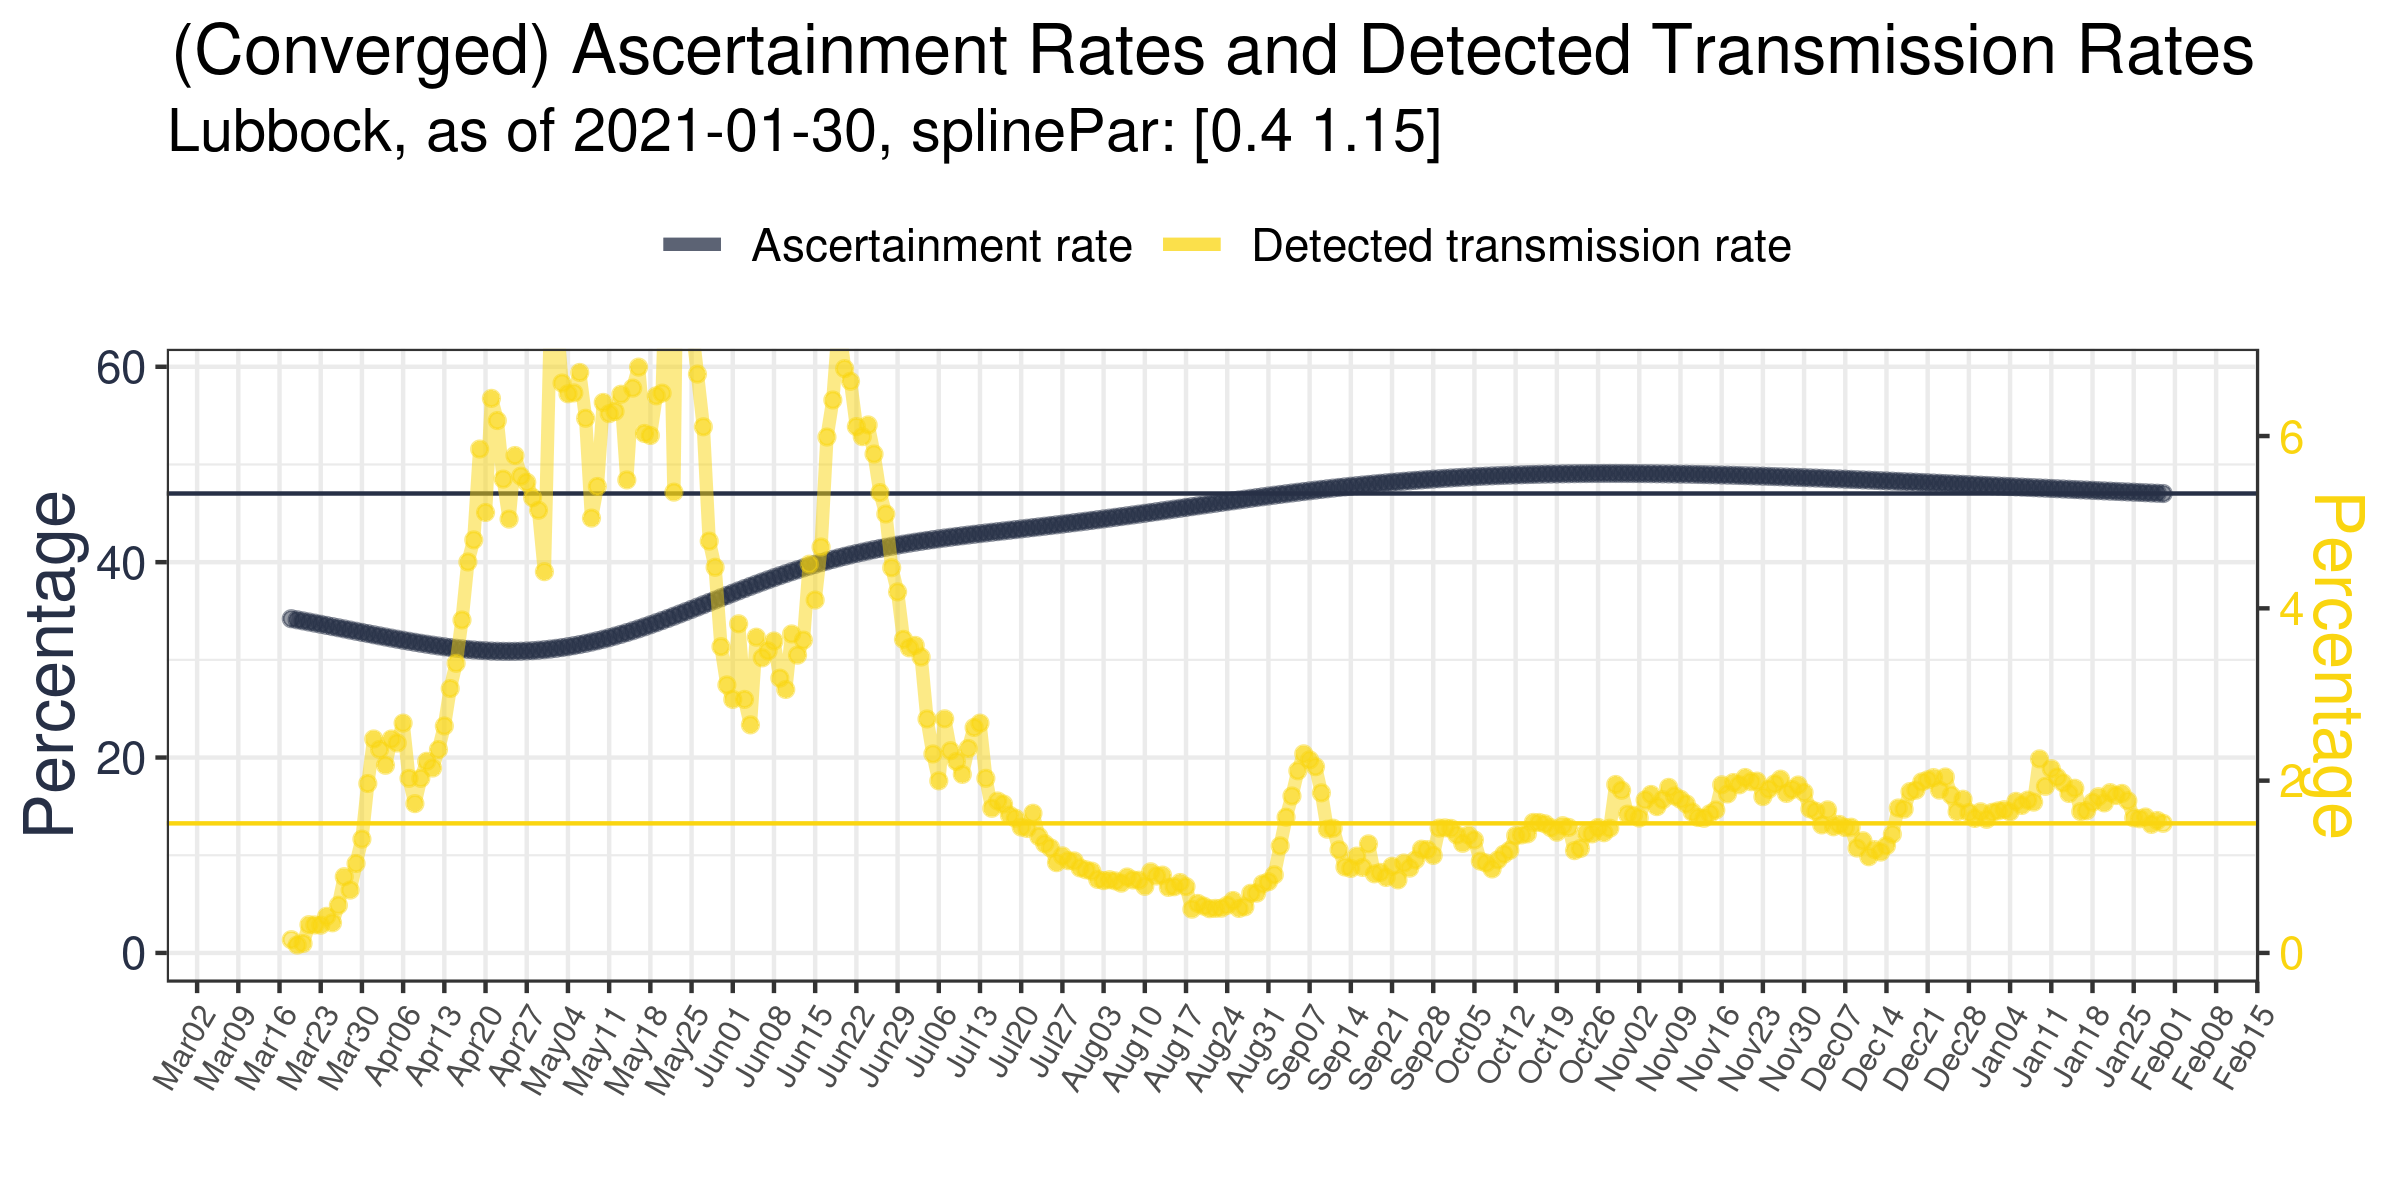 (Converged) Ascertainment Rates and Detected Transmission Rates
Lubbock, as of 2021-01-30, splinePar: [0.4 1.15]
Ascertainment rate
Detected transmission rate
Percentage
60
40
20
0
6
4
2
0
Percentage
Mar02
Mar09
Mar16
Mar23
Mar30
Apr06
Apr13
Apr20
Apr27
May04
May11
May18
May25
Jun01
Jun08
Jun15
Jun22
Jun29
Jul06
Jul13
Jul20
Jul27
Aug03
Aug10
Aug17
Aug24
Aug31
Sep07
Sep14
Sep21
Sep28
Oct05
Oct12
Oct19
Oct26
Nov02
Nov09
Nov16
Nov23
Nov30
Dec07
Dec14
Dec21
Dec28
Jan04
Jan11
Jan18
Jan25
Feb01
Feb08
Feb15